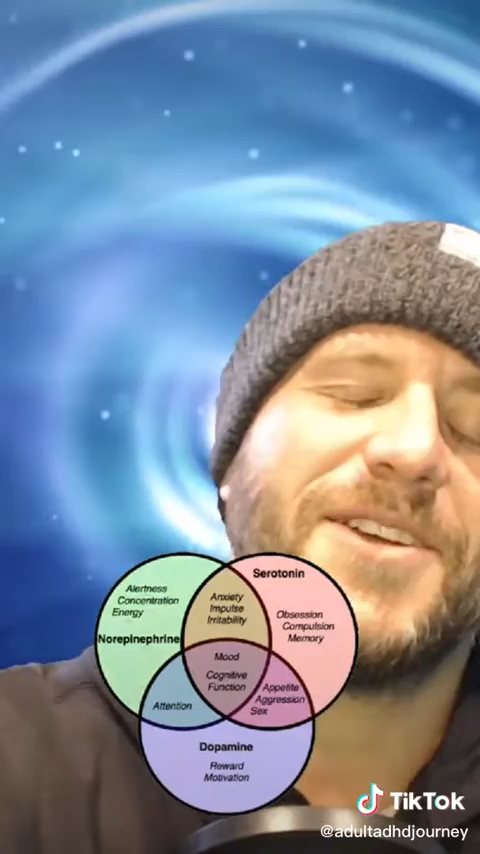 Serotonin
Alertness
Concentration
Energy
Anxiety
Impulse
Irritability
Obsession
Compulsion
Memory
Norepinephrine
Mood
Cognitive
Function
Appetite
Aggression
Sex
Attention
Dopamine
Reward
Motivation
TikTok
@adultadhdjourney